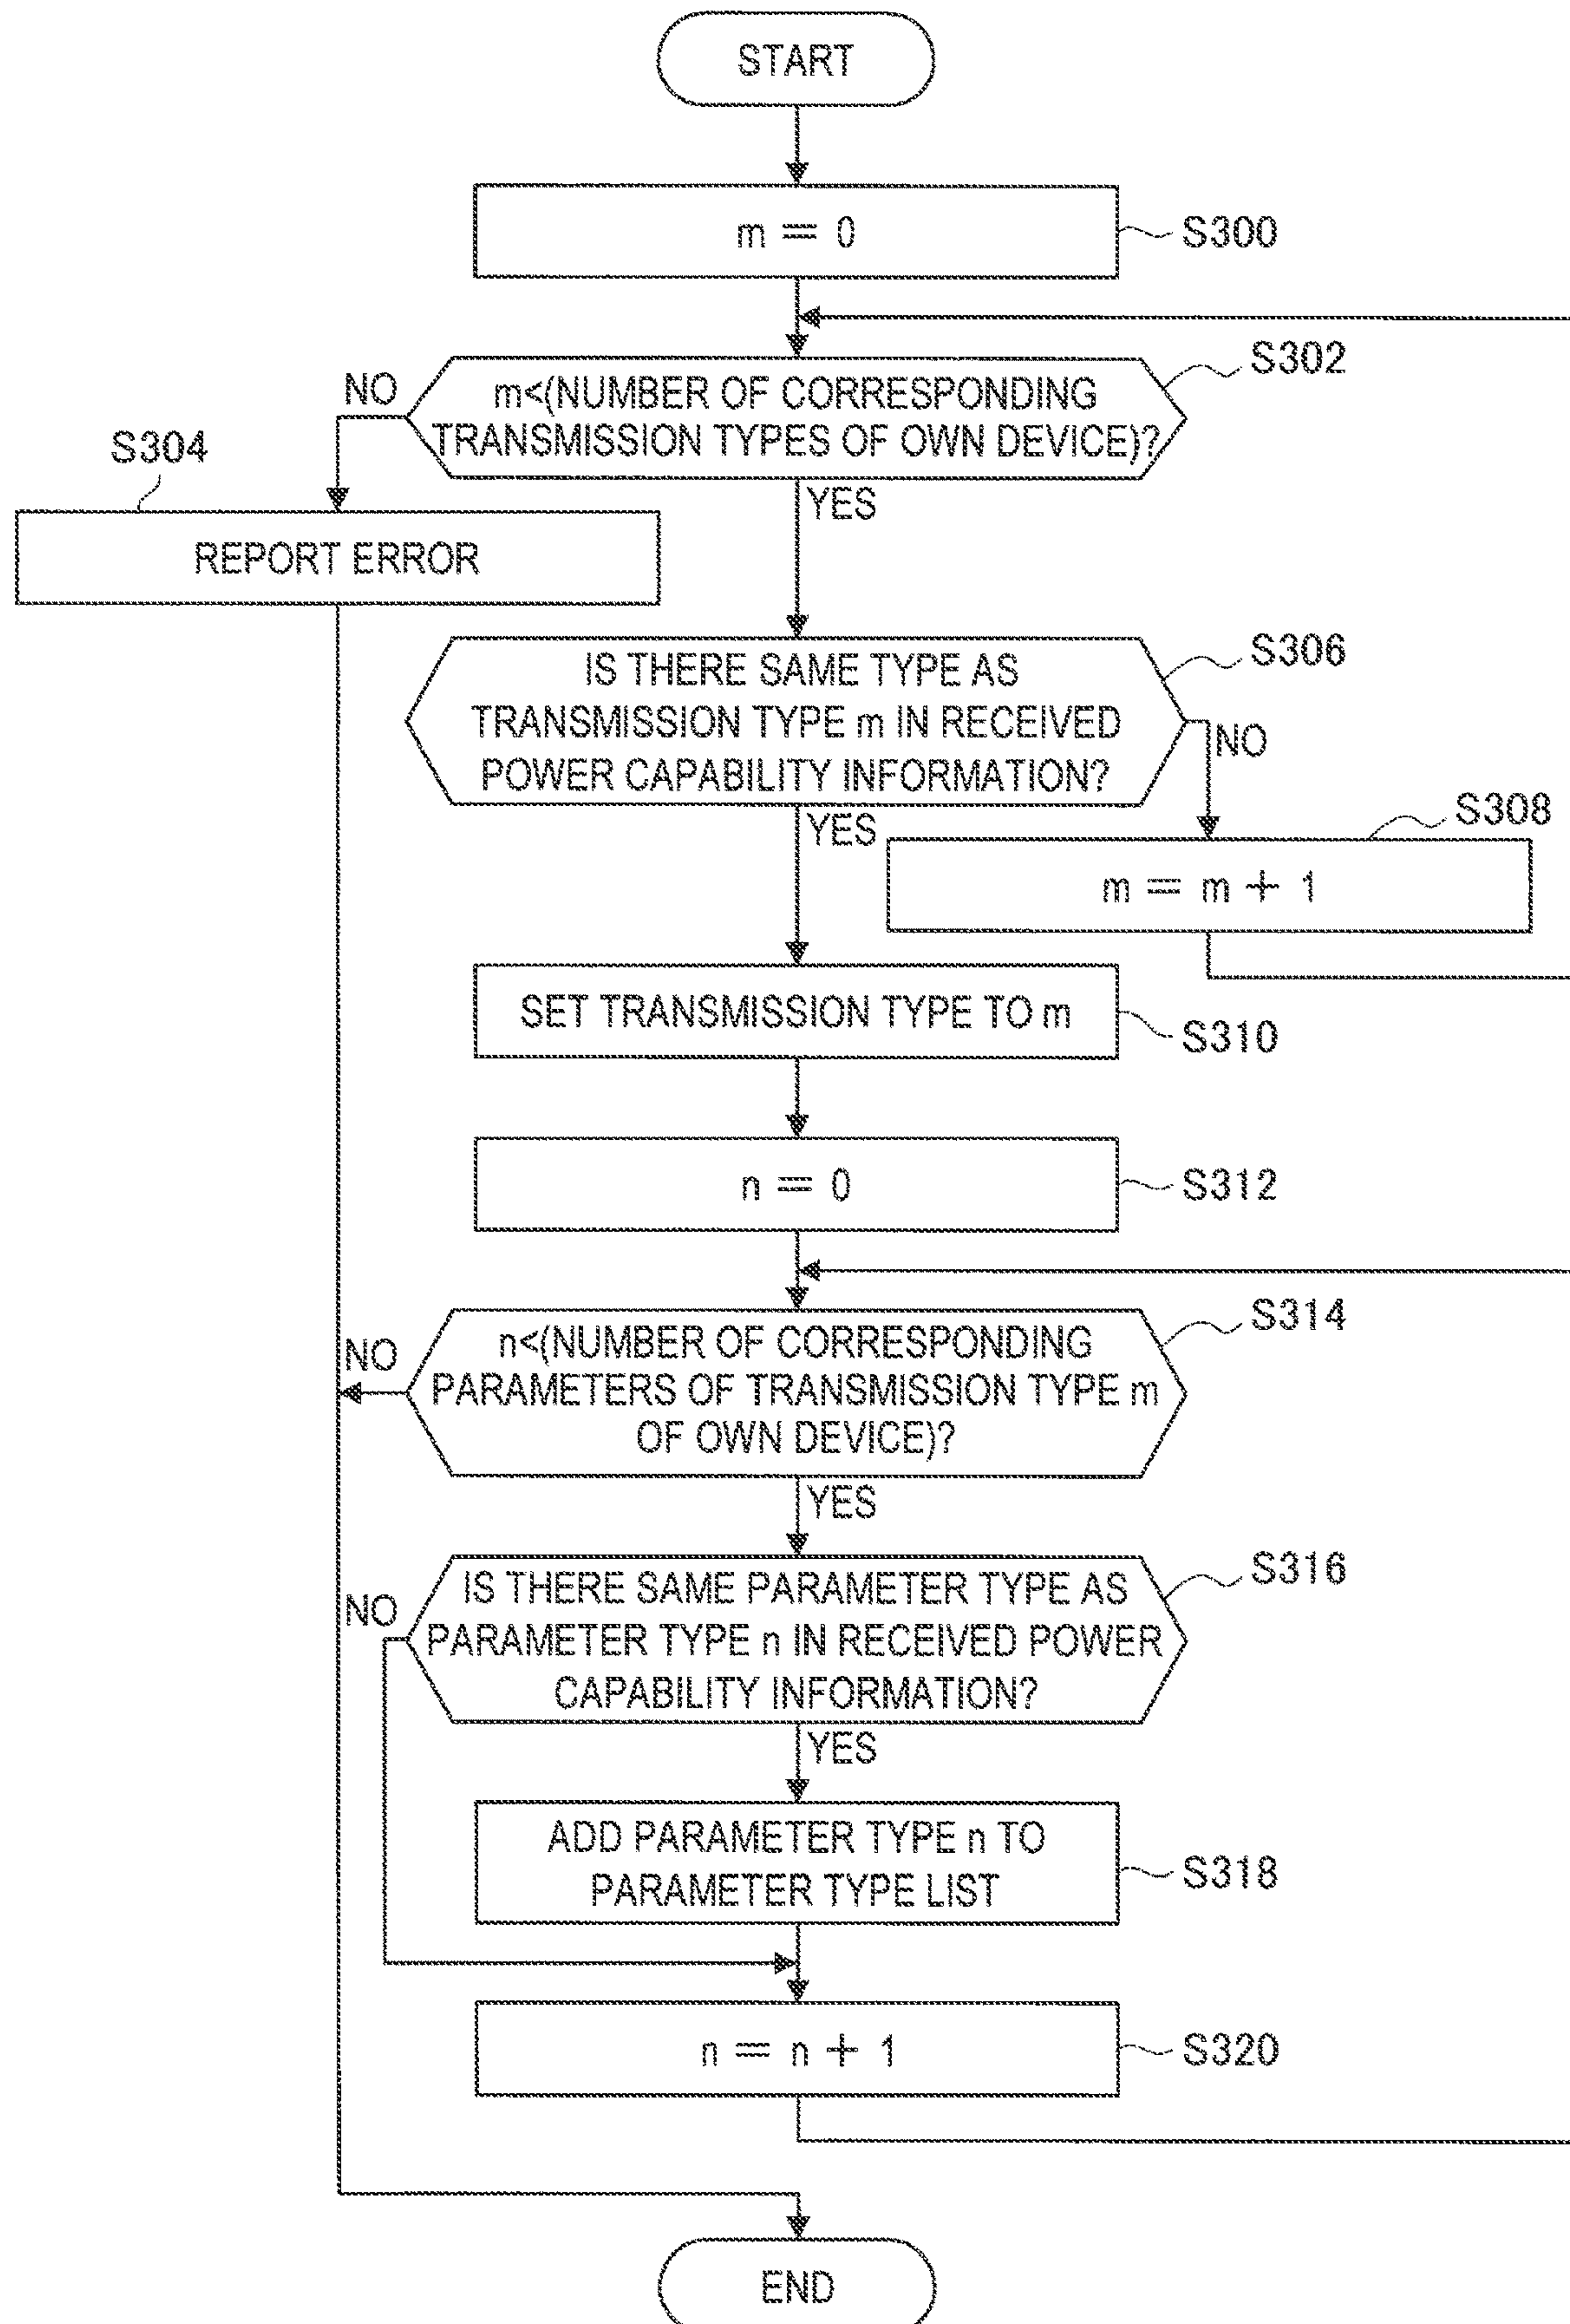 START
m = 0
S300
S302
NO
m<(NUMBER OF CORRESPONDING
TRANSMISSION TYPES OF OWN DEVICE)?
S304
YES
REPORT ERROR
S306
IS THERE SAME TYPE AS
TRANSMISSION TYPE m IN RECEIVED
POWER CAPABILITY INFORMATION?
NO
YES
S308
m = m + 1
SET TRANSMISSION TYPE TO m
S310
n = 0
S312
S314
NO
n<(NUMBER OF CORRESPONDING
PARAMETERS OF TRANSMISSION TYPE m
OF OWN DEVICE)?
YES
S316
NO
IS THERE SAME PARAMETER TYPE AS
PARAMETER TYPE n IN RECEIVED POWER
CAPABILITY INFORMATION?
YES
ADD PARAMETER TYPE n TO
PARAMETER TYPE LIST
S318
n = n + 1
S320
END